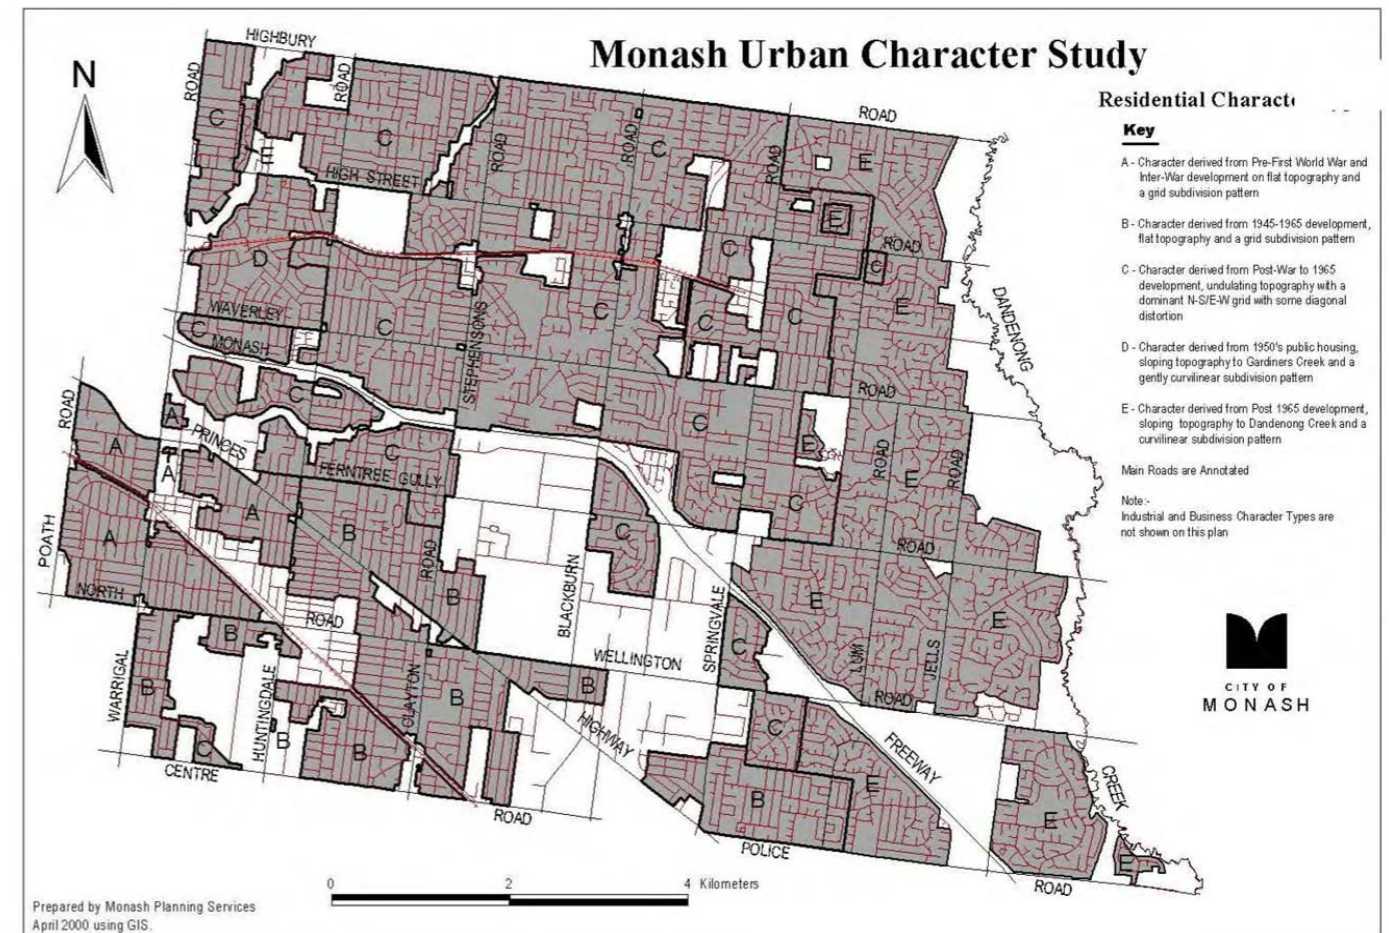 Monash Urban Character Study
Residential Charact
Key
A - Character derived from Pre-First World War and
Inter-War development on flat topography and
a grid subdivision pattern
B - Character derived from 1945-1965 development,
flat topography and a grid subdivision pattern
C - Character derived from Post-War to 1965
development, undulating topography with a
dominant N-S/E-W grid with some diagonal
distortion
D - Character derived from 1950's public housing,
sloping topography to Gardiners Creek and a
gently curvilinear subdivision pattern
E - Character derived from Post 1965 development,
sloping topography to Dandenong Creek and a
curvilinear subdivision pattern
Main Roads are Annotated
Note:-
Industrial and Business Character Types are
not shown on this plan
CITY OF
MONASH
N
HIGHBURY
ROAD
ROAD
ROAD
ROAD
ROAD
ROAD
C
C
C
E
E
HIGH STREET
ROAD
D
C
C
C
C
C
E
WAVERLEY
C
MONASH
STEPHENSONS
DANDENONG
ROAD
C
ROAD
A
PRINCES
A
A
C
FERNTREE GULLY
C
E
ROAD
E
ROAD
C
A
B
C
ROAD
POATH
A
NORTH
ROAD
B
BLACKBURN
SPRINGVALE
E
E
ROAD
B
WELLINGTON
C
LUM
JELLS
ROAD
WARRIGAL
B
HUNTINGDALE
CLAYTON
B
B
C
B
B
HIGHWAY
C
FREEWAY
E
B
E
CREEK
E
CENTRE
ROAD
POLICE
ROAD
0 2 4 Kilometers
Prepared by Monash Planning Services
April 2000 using GIS.